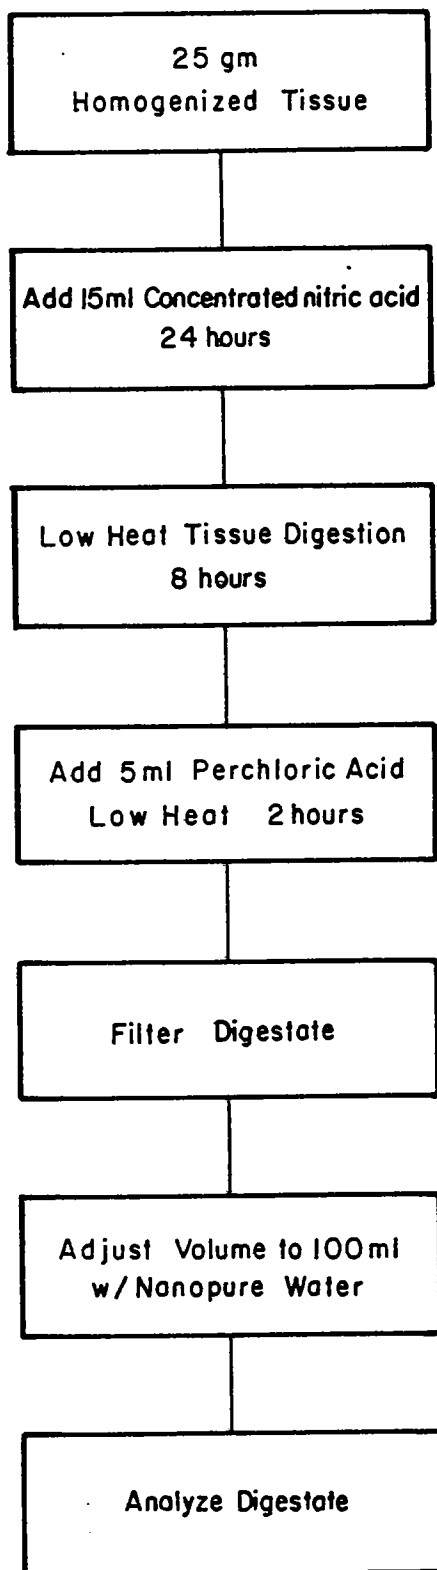 25 gm
Homogenized Tissue
Add 15ml Concentrated nitric acid
24 hours
Low Heat Tissue Digestion
8 hours
Add 5ml Perchloric Acid
Low Heat 2 hours
Filter Digestate
Adjust Volume to 100ml
w/Nanopure Water
Analyze Digestate